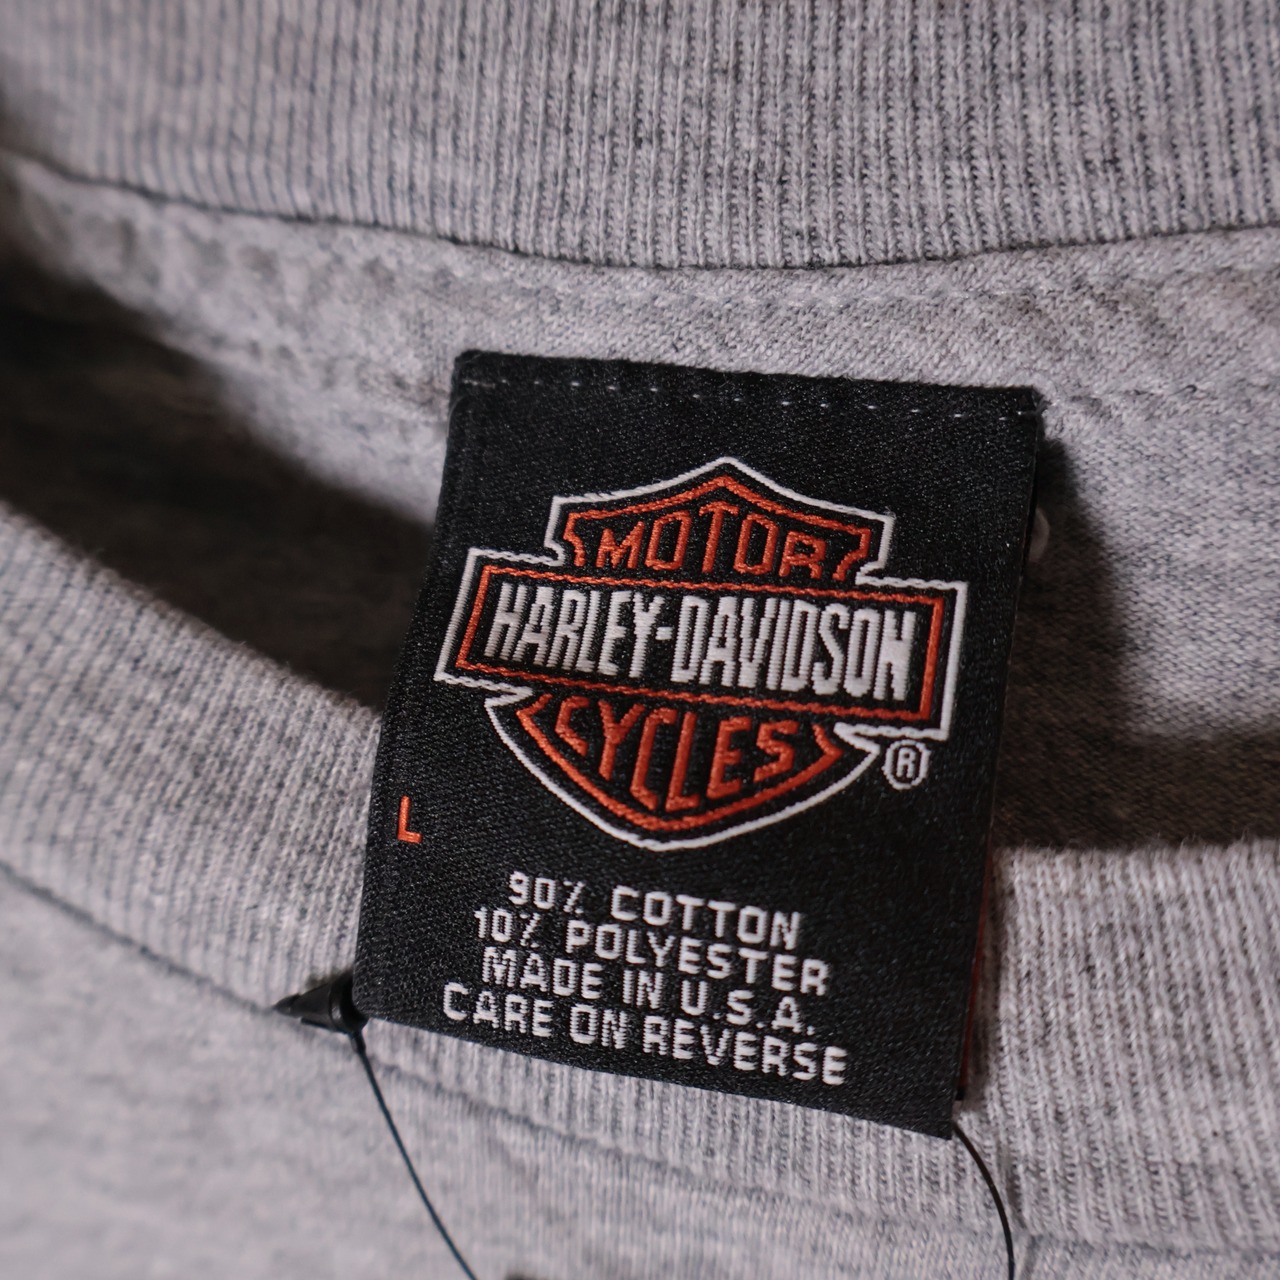 MOTOR
HARLEY-DAVIDSON
CYCLES
®
L
90% COTTON
10% POLYESTER
MADE IN U.S.A.
CARE ON REVERSE